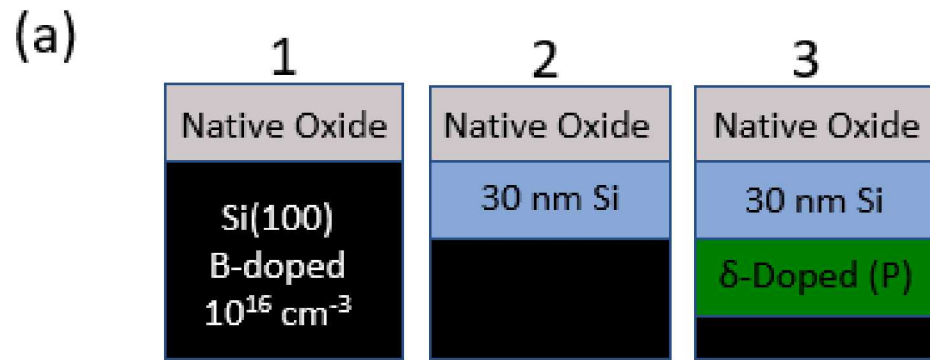 (a)
1
2
3
Native Oxide
Native Oxide
Native Oxide
Si(100)
B-doped
10¹⁶ cm⁻³
30 nm Si
30 nm Si
δ-Doped (P)